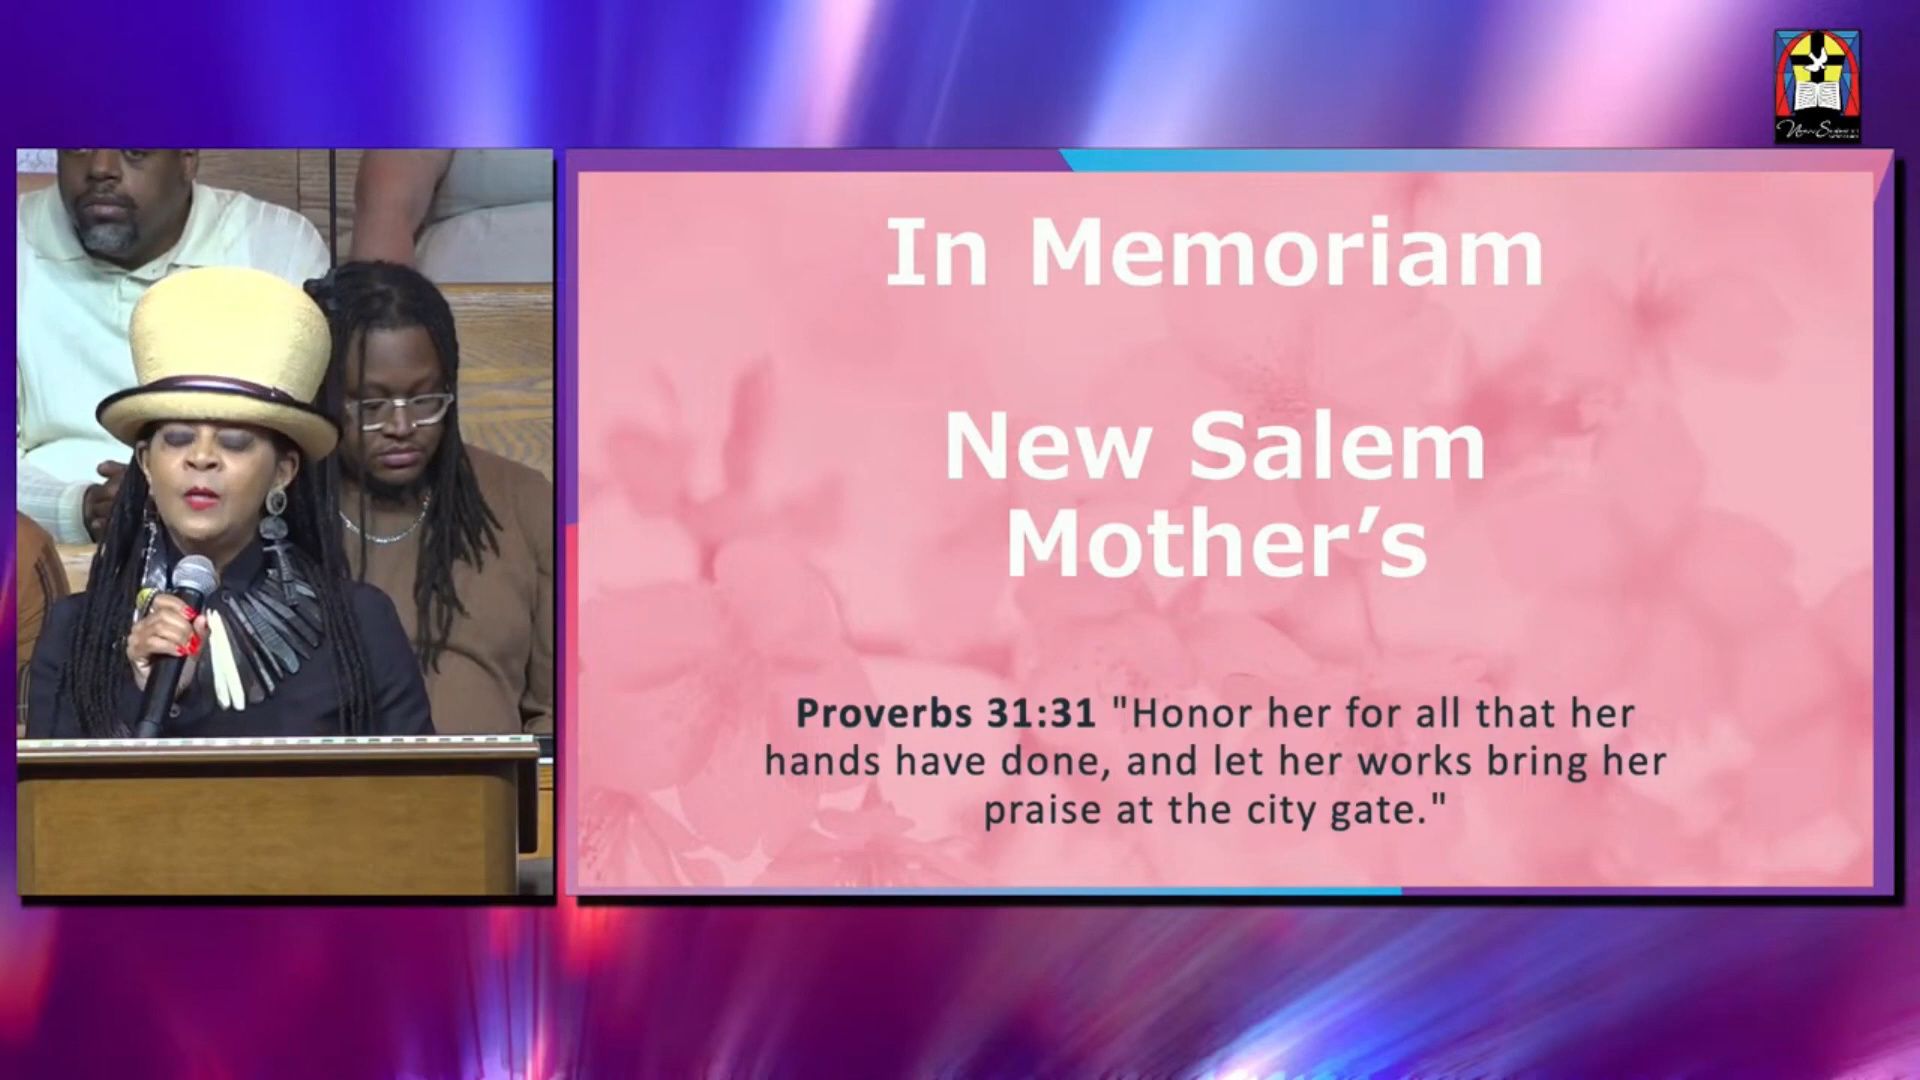 In Memoriam
New Salem
Mother’s
Proverbs 31:31 "Honor her for all that her
hands have done, and let her works bring her
praise at the city gate."